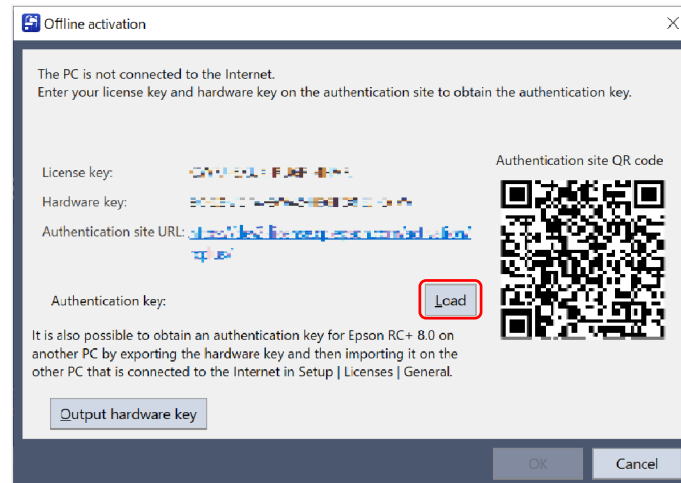 Offline activation
The PC is not connected to the Internet.
Enter your license key and hardware key on the authentication site to obtain the authentication key.
Authentication site QR code
License key:
Hardware key:
Authentication site URL:
Authentication key:
Load
It is also possible to obtain an authentication key for Epson RC+ 8.0 on
another PC by exporting the hardware key and then importing it on the
other PC that is connected to the Internet in Setup | Licenses | General.
Output hardware key
OK
Cancel